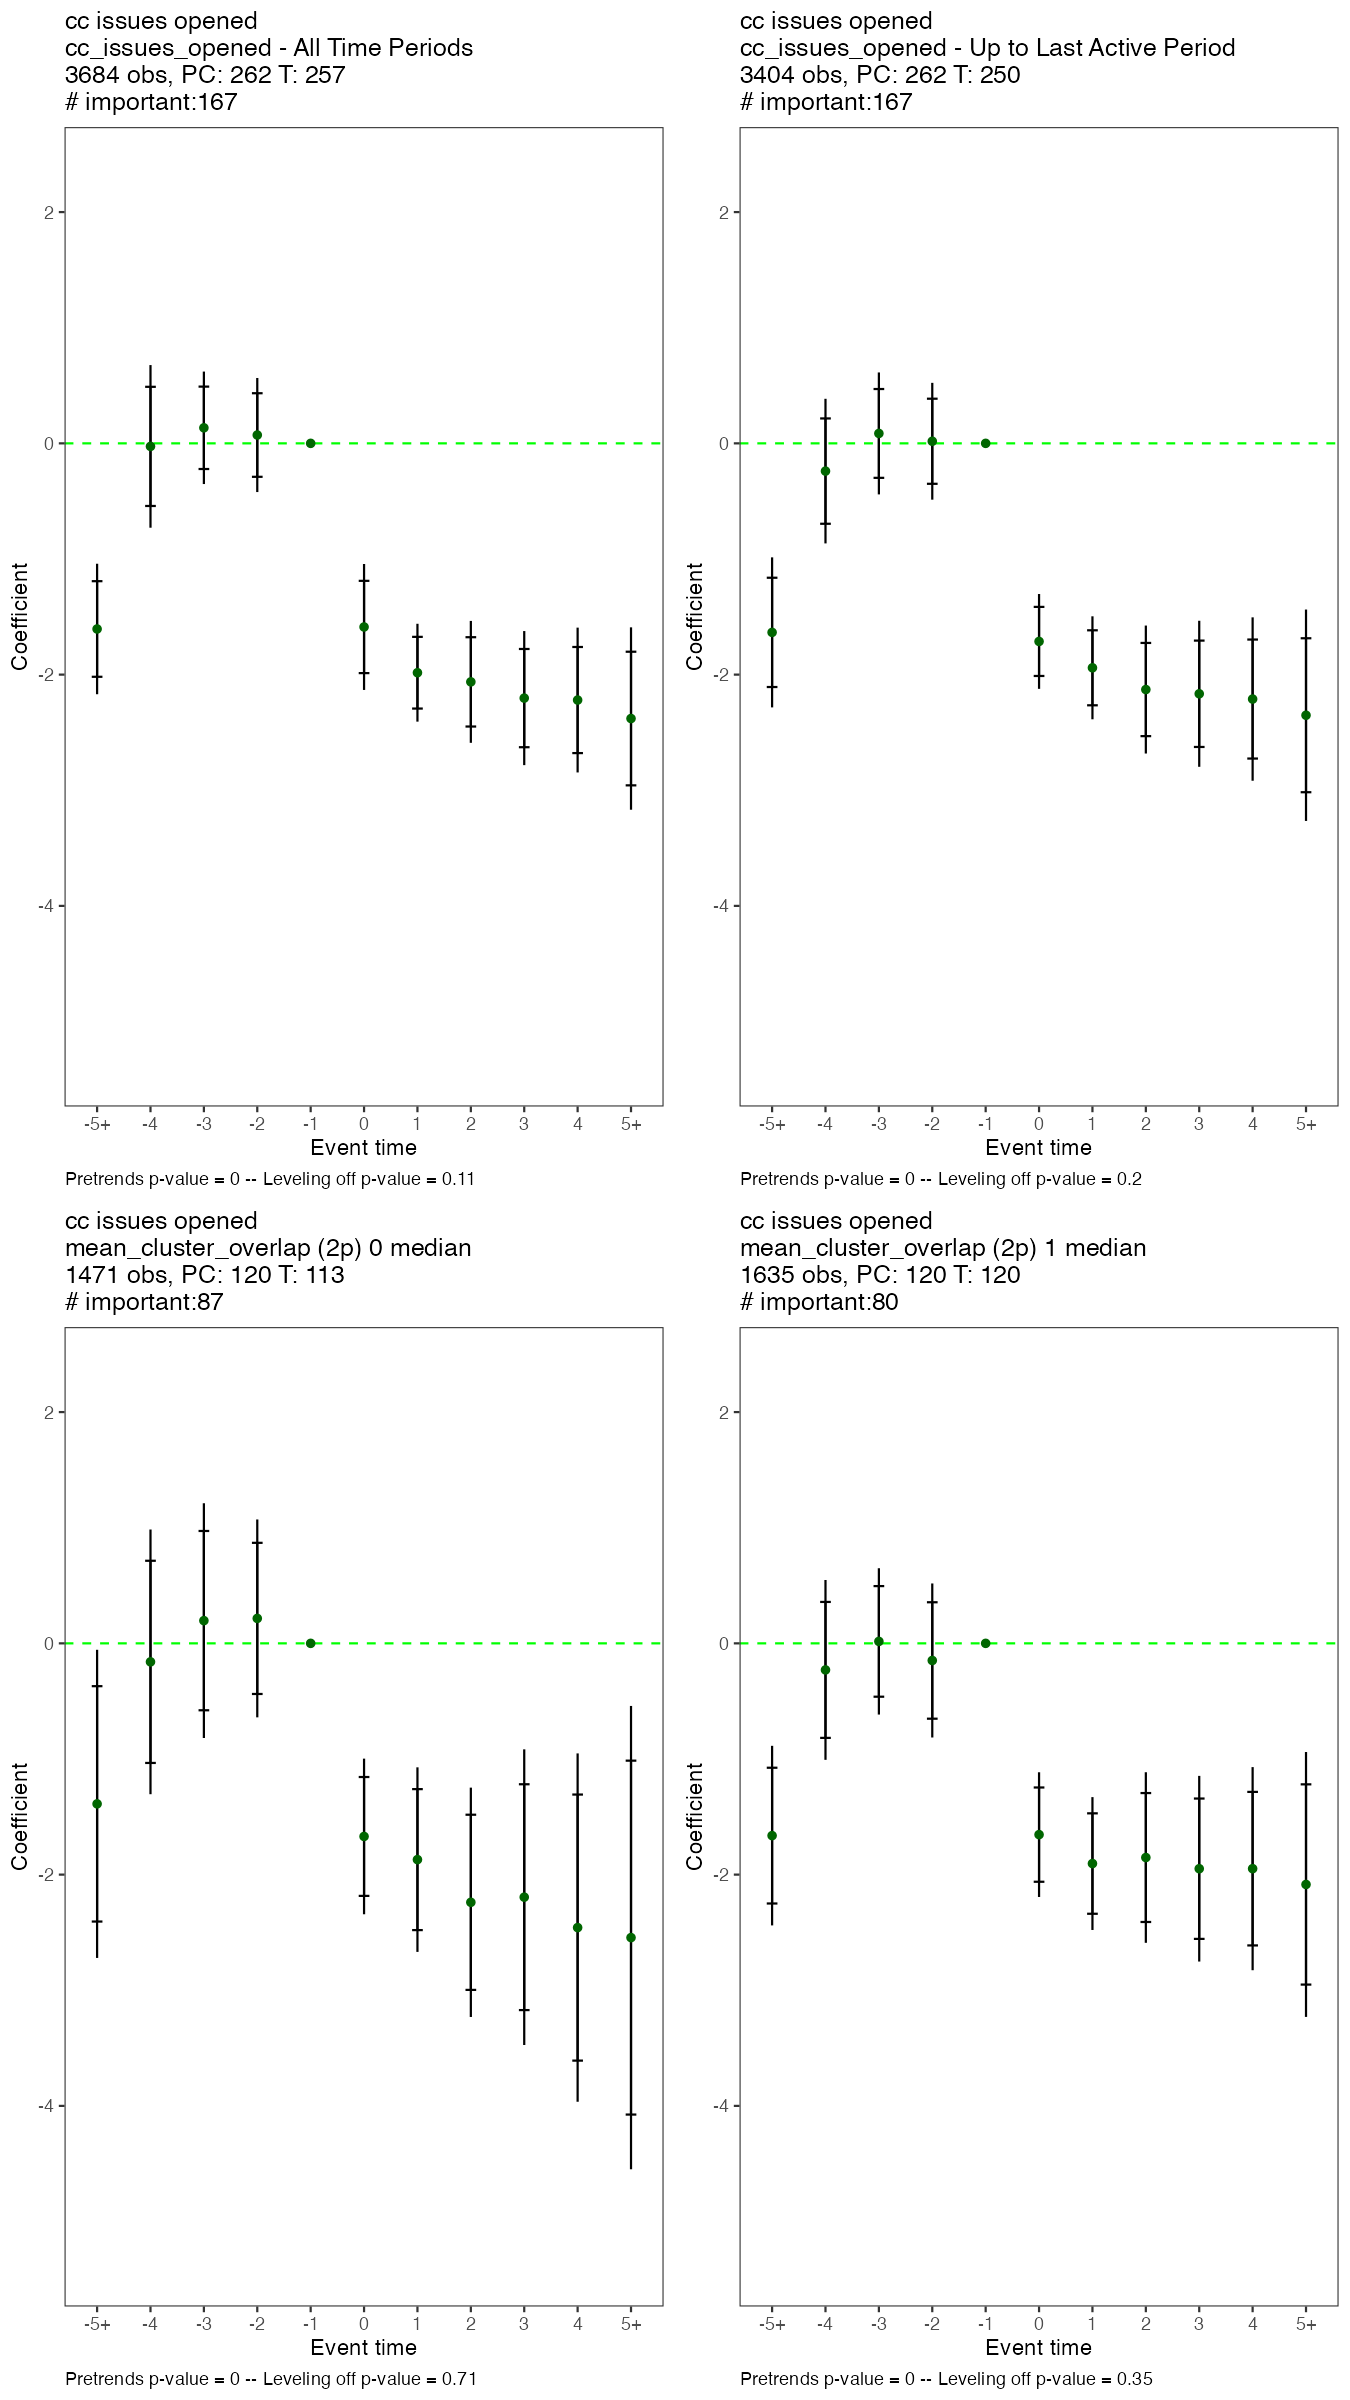 cc issues opened
cc_issues_opened - All Time Periods
3684 obs, PC: 262 T: 257
# important:167
2
0
-2
-4
Coefficient
-5+ -4 -3 -2 -1 0 1 2 3 4 5+
Event time
Pretrends p-value = 0 -- Leveling off p-value = 0.11
cc issues opened
cc_issues_opened - Up to Last Active Period
3404 obs, PC: 262 T: 250
# important:167
2
0
-2
-4
Coefficient
-5+ -4 -3 -2 -1 0 1 2 3 4 5+
Event time
Pretrends p-value = 0 -- Leveling off p-value = 0.2
cc issues opened
mean_cluster_overlap (2p) 0 median
1471 obs, PC: 120 T: 113
# important:87
2
0
-2
-4
Coefficient
-5+ -4 -3 -2 -1 0 1 2 3 4 5+
Event time
Pretrends p-value = 0 -- Leveling off p-value = 0.71
cc issues opened
mean_cluster_overlap (2p) 1 median
1635 obs, PC: 120 T: 120
# important:80
2
0
-2
-4
Coefficient
-5+ -4 -3 -2 -1 0 1 2 3 4 5+
Event time
Pretrends p-value = 0 -- Leveling off p-value = 0.35